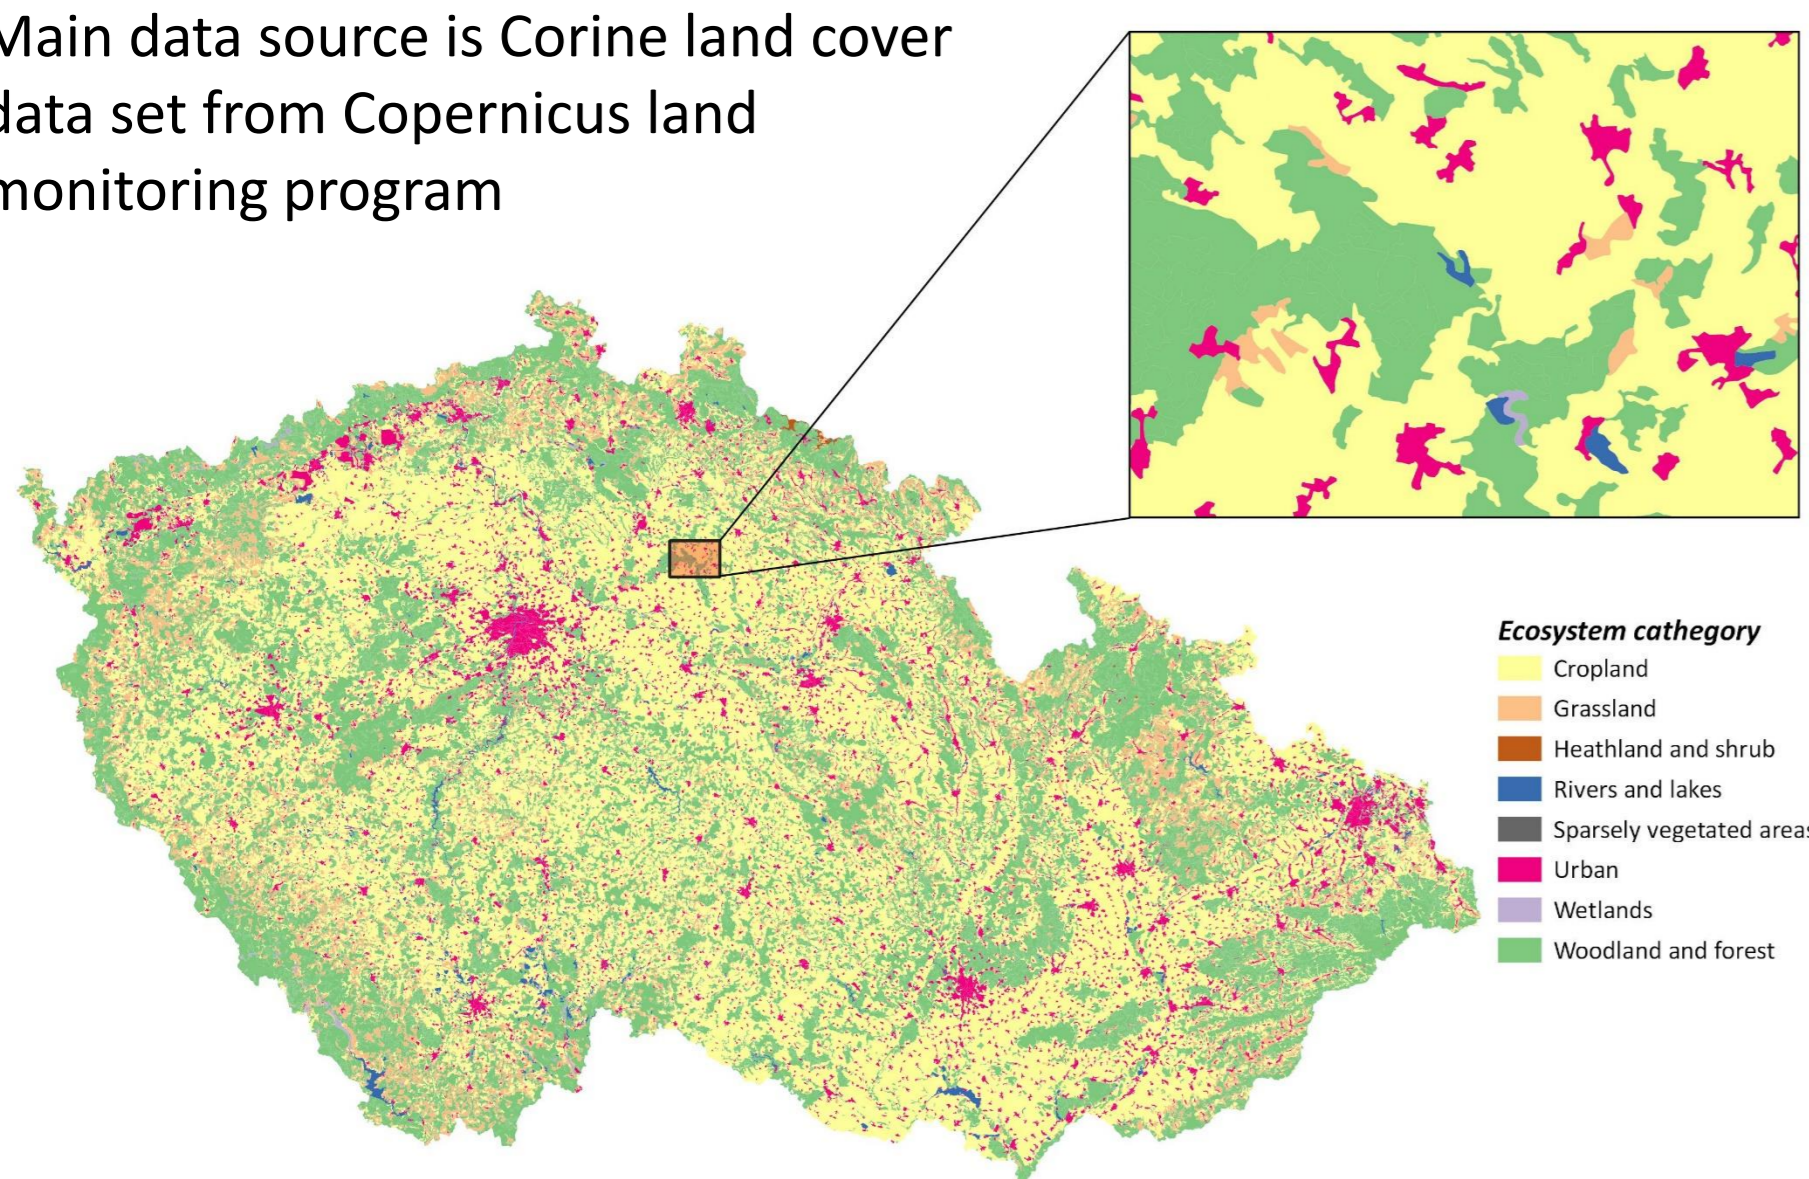 Main data source is Corine land cover
data set from Copernicus land
monitoring program
Ecosystem cathegory
Cropland
Grassland
Heathland and shrub
Rivers and lakes
Sparsely vegetated areas
Urban
Wetlands
Woodland and forest